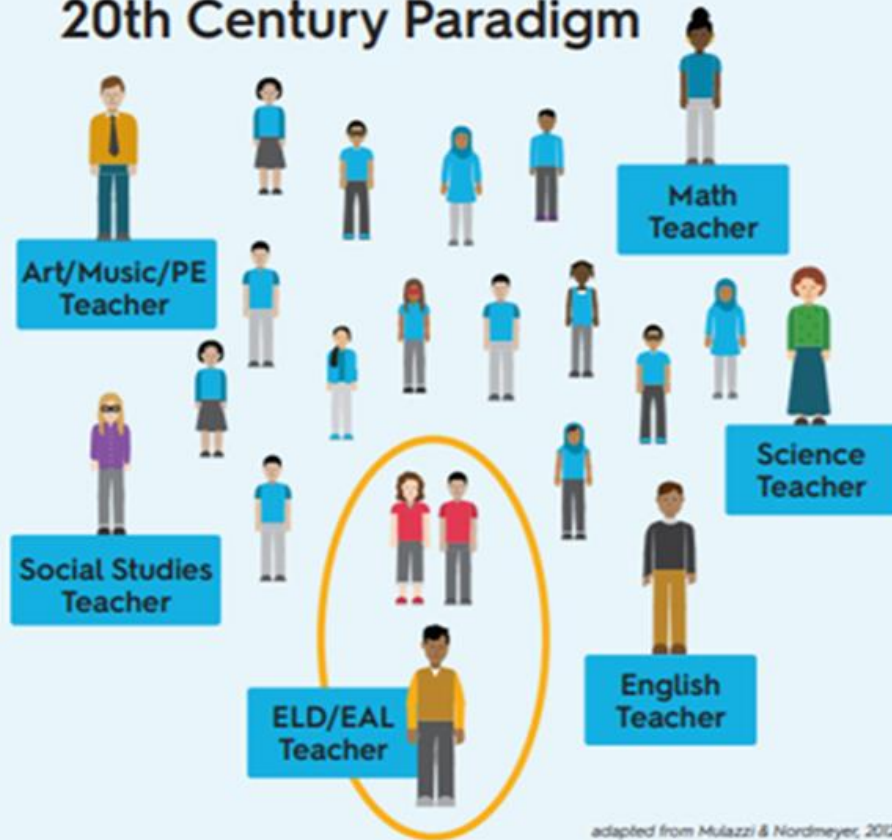 20th Century Paradigm
Math
Teacher
Art/Music/PE
Teacher
Science
Teacher
Social Studies
Teacher
English
Teacher
ELD/EAL
Teacher
adapted from Mulazzi & Nordmeyer, 2012